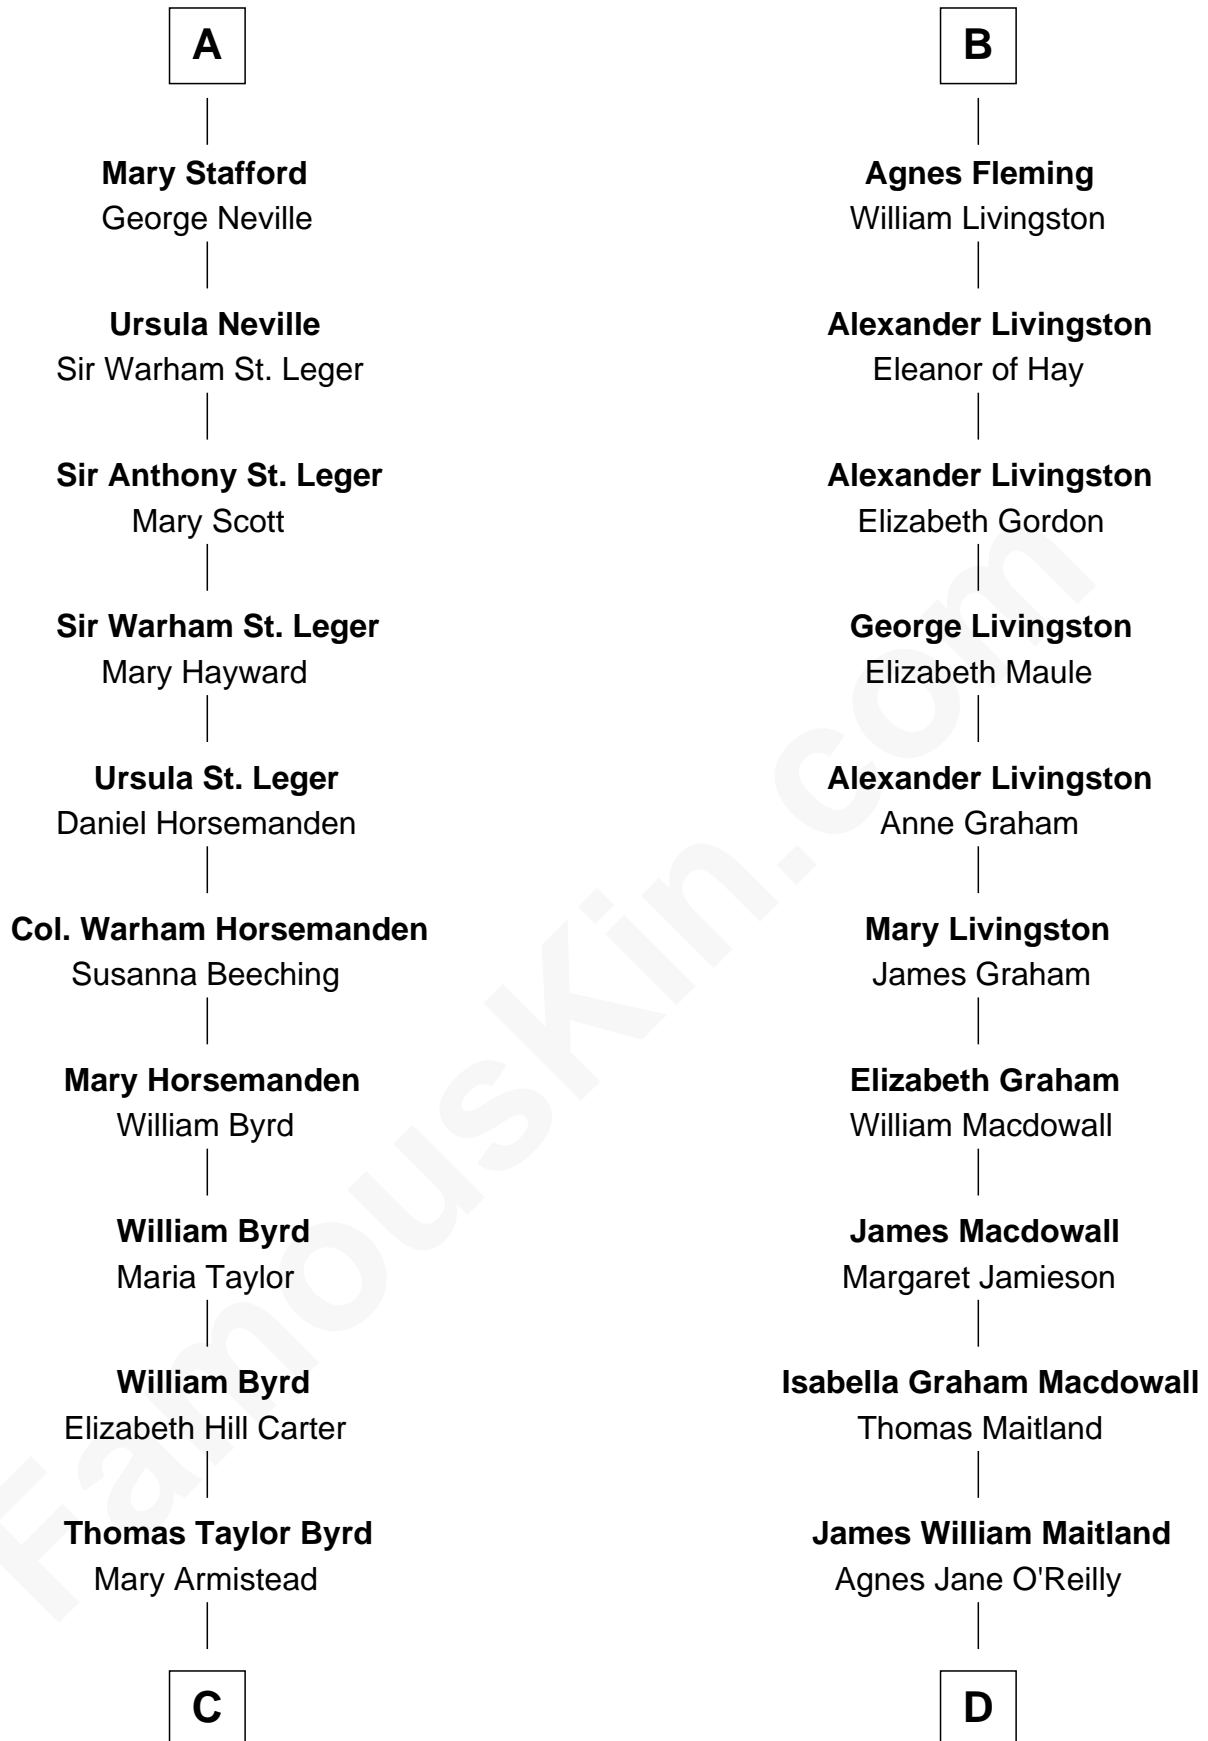 A
Mary Stafford
George Neville
Ursula Neville
Sir Warham St. Leger
Sir Anthony St. Leger
Mary Scott
Sir Warham St. Leger
Mary Hayward
Ursula St. Leger
Daniel Horsemanden
Col. Warham Horsemanden
Susanna Beeching
Mary Horsemanden
William Byrd
William Byrd
Maria Taylor
William Byrd
Elizabeth Hill Carter
Thomas Taylor Byrd
Mary Armistead
C
B
Agnes Fleming
William Livingston
Alexander Livingston
Eleanor of Hay
Alexander Livingston
Elizabeth Gordon
George Livingston
Elizabeth Maule
Alexander Livingston
Anne Graham
Mary Livingston
James Graham
Elizabeth Graham
William Macdowall
James Macdowall
Margaret Jamieson
Isabella Graham Macdowall
Thomas Maitland
James William Maitland
Agnes Jane O'Reilly
D
FamousKin.com